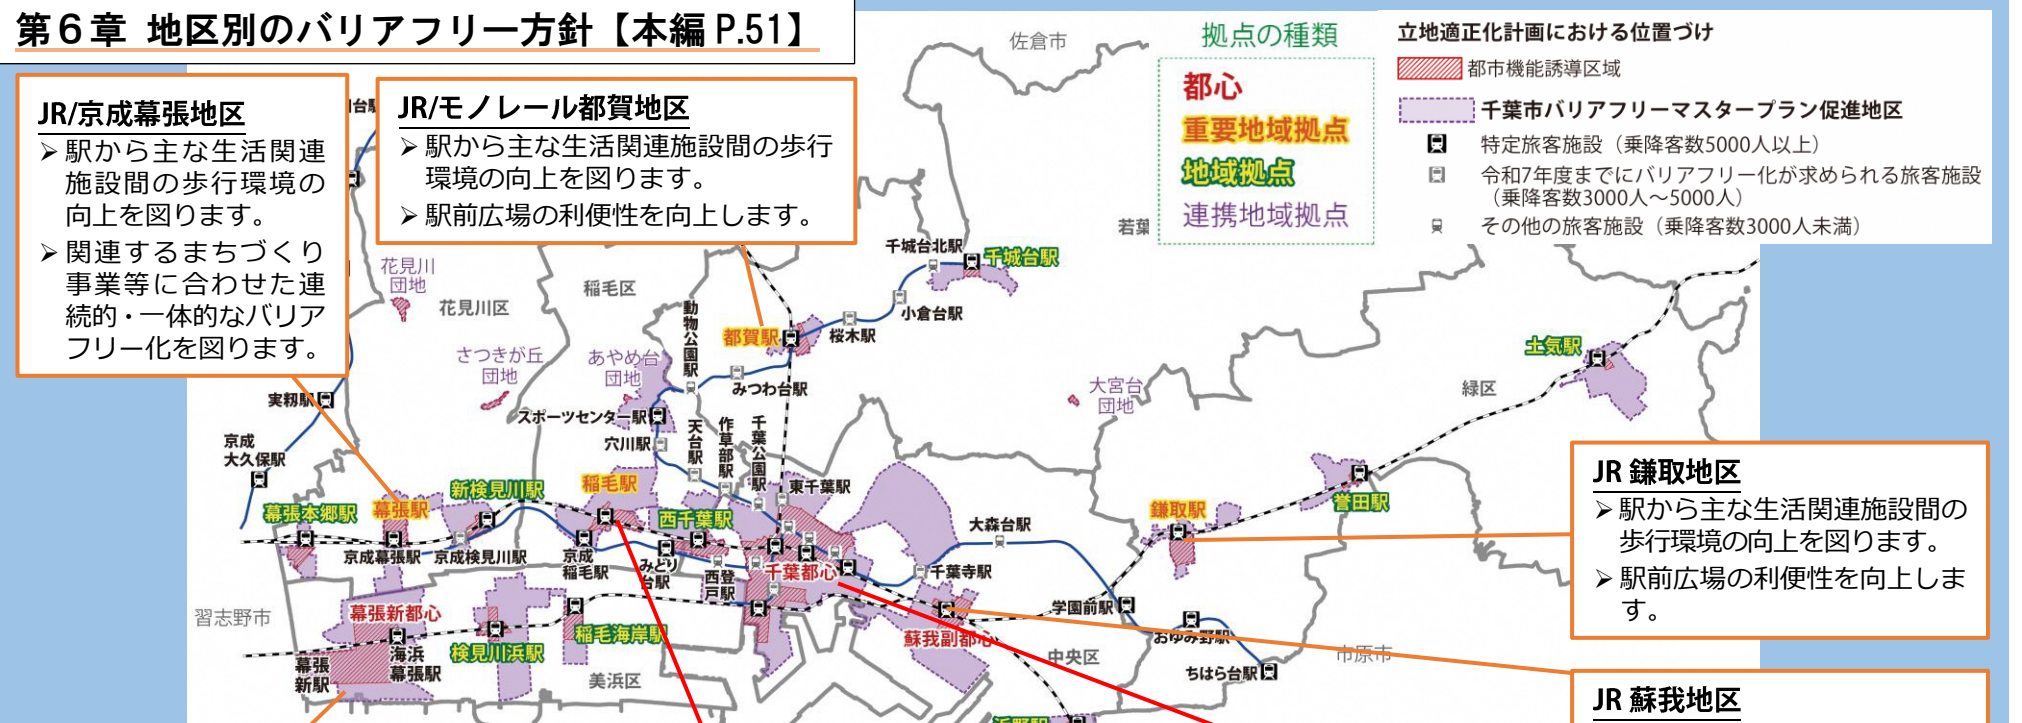 第６章 地区別のバリアフリー方針【本編 P.51】
JR/京成幕張地区
➢駅から主な生活関連
施設間の歩行環境の
向上を図ります。
➢関連するまちづくり
事業等に合わせた連
続的・一体的なバリア
フリー化を図ります。
JR/モノレール都賀地区
➢駅から主な生活関連施設間の歩行
環境の向上を図ります。
➢駅前広場の利便性を向上します。
拠点の種類
都心
重要地域拠点
地域拠点
連携地域拠点
立地適正化計画における位置づけ
都市機能誘導区域
千葉市バリアフリーマスタープラン促進地区
特定旅客施設（乗降客数5000人以上）
令和7年度までにバリアフリー化が求められる旅客施設
（乗降客数3000人～5000人）
その他の旅客施設（乗降客数3000人未満）
佐倉市
若葉
台駅
千城台北駅
千城台駅
花見川
団地
花見川区
稲毛区
動物公園駅
小倉台駅
都賀駅
桜木駅
さつきが丘
団地
あやめ台
団地
みつわ台駅
大宮台
団地
土気駅
緑区
実籾駅
スポーツセンター駅
穴川駅
天台駅
作草部駅
千葉公園駅
京成
大久保駅
東千葉駅
新検見川駅
稲毛駅
幕張本郷駅
幕張駅
西千葉駅
鎌取駅
誉田駅
大森台駅
京成幕張駅
京成検見川駅
京成
稲毛駅
みどり
台駅
西登
戸駅
千葉都心
千葉寺駅
習志野市
幕張新都心
稲毛海岸駅
学園前駅
蘇我副都心
おゆみ野駅
海浜
幕張駅
検見川浜駅
幕張
新駅
美浜区
中央区
ちはら台駅
市原市
浜野駅
JR 鎌取地区
➢駅から主な生活関連施設間の
歩行環境の向上を図ります。
➢駅前広場の利便性を向上しま
す。
JR 蘇我地区